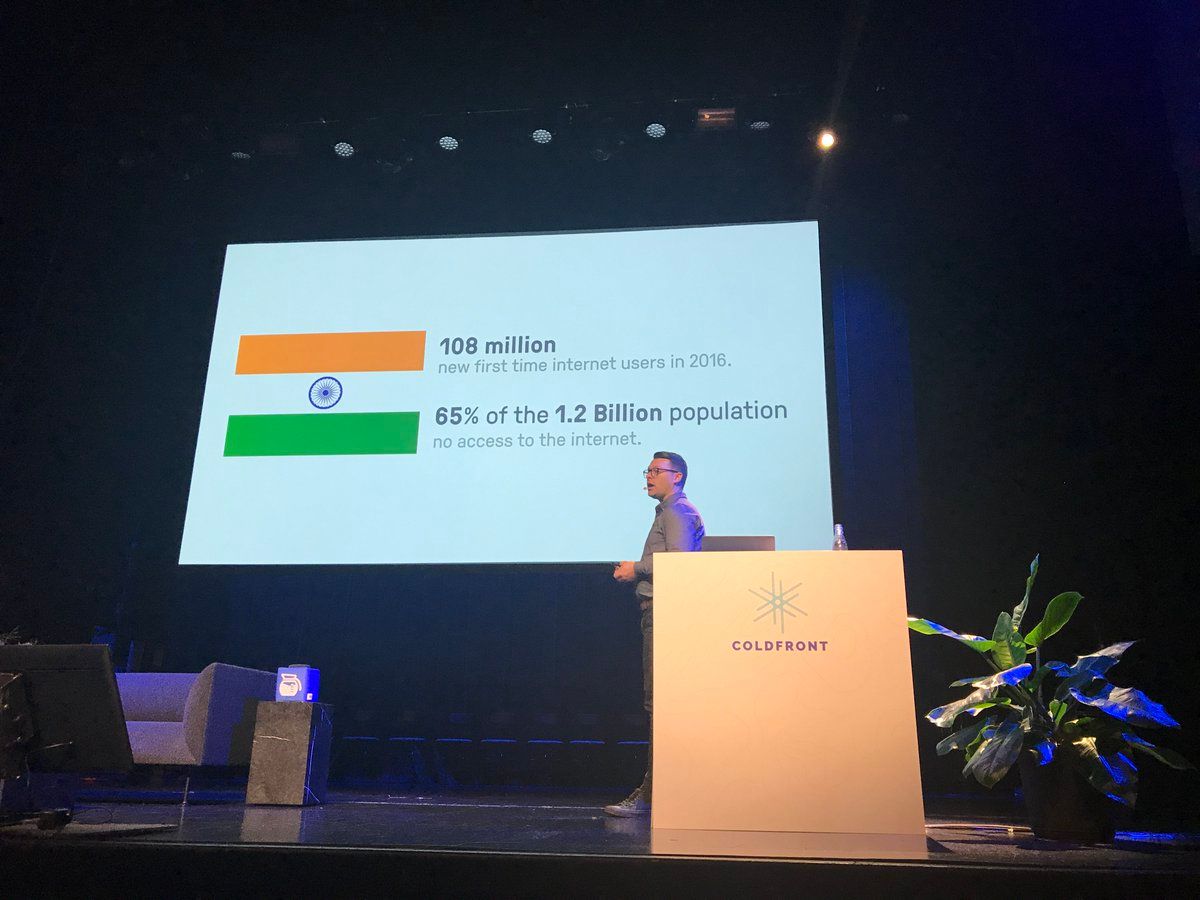 108 million
new first time internet users in 2016.
65% of the 1.2 Billion population
no access to the internet.
COLDFRONT